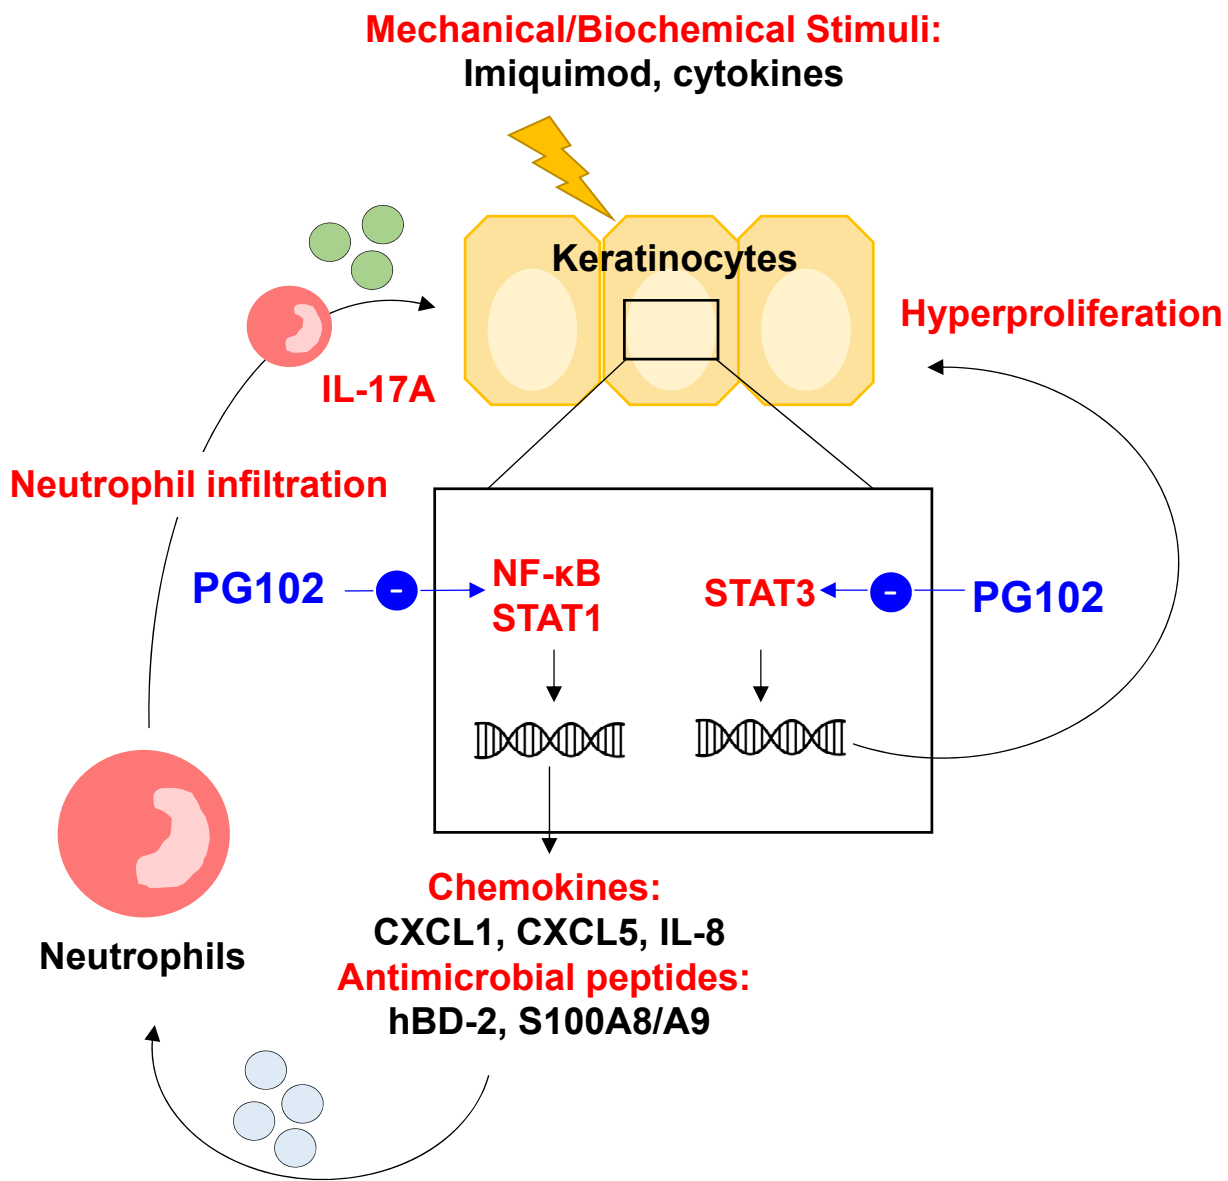 Mechanical/Biochemical Stimuli:
Imiquimod, cytokines
Keratinocytes
Hyperproliferation
IL-17A
Neutrophil infiltration
PG102
-
NF-κB
STAT1
STAT3
-
PG102
Chemokines:
CXCL1, CXCL5, IL-8
Antimicrobial peptides:
hBD-2, S100A8/A9
Neutrophils